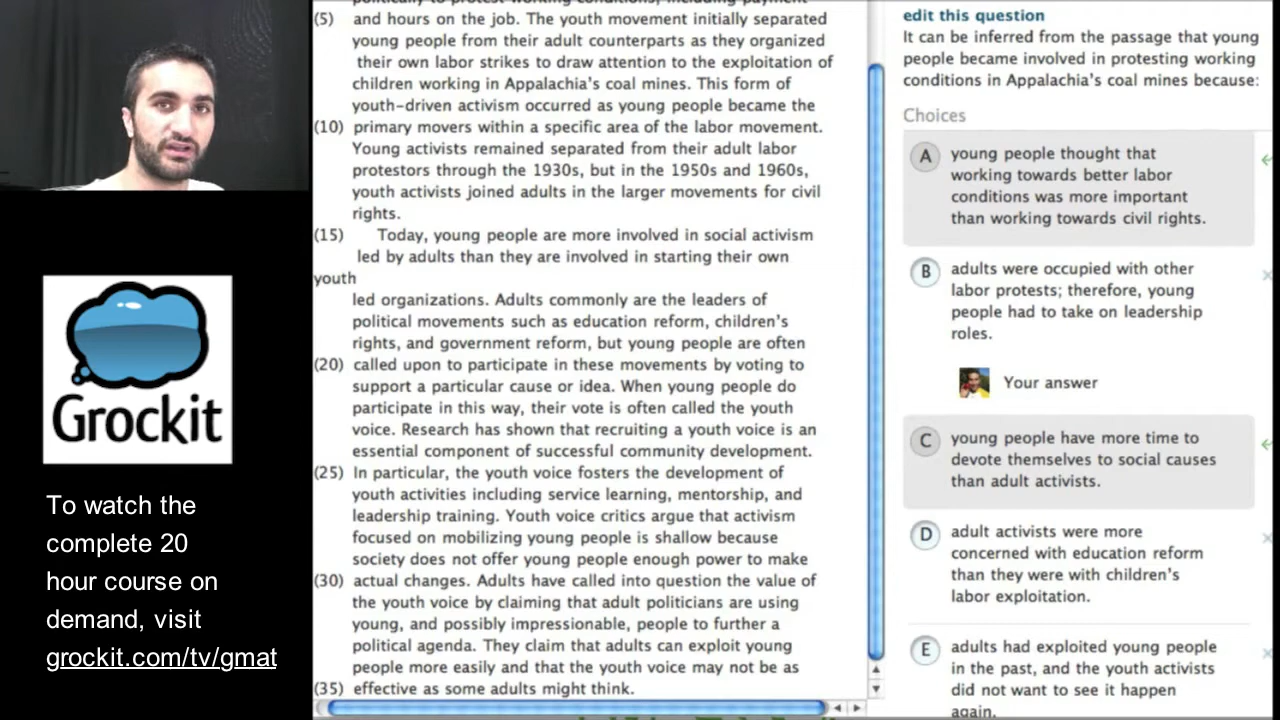 politically to protest working conditions, including payment
(5) and hours on the job. The youth movement initially separated
young people from their adult counterparts as they organized
their own labor strikes to draw attention to the exploitation of
children working in Appalachia's coal mines. This form of
youth-driven activism occurred as young people became the
(10) primary movers within a specific area of the labor movement.
Young activists remained separated from their adult labor
protestors through the 1930s, but in the 1950s and 1960s,
youth activists joined adults in the larger movements for civil
rights.
(15) Today, young people are more involved in social activism
led by adults than they are involved in starting their own
youth
led organizations. Adults commonly are the leaders of
political movements such as education reform, children's
rights, and government reform, but young people are often
(20) called upon to participate in these movements by voting to
support a particular cause or idea. When young people do
participate in this way, their vote is often called the youth
voice. Research has shown that recruiting a youth voice is an
essential component of successful community development.
(25) In particular, the youth voice fosters the development of
youth activities including service learning, mentorship, and
leadership training. Youth voice critics argue that activism
focused on mobilizing young people is shallow because
society does not offer young people enough power to make
(30) actual changes. Adults have called into question the value of
the youth voice by claiming that adult politicians are using
young, and possibly impressionable, people to further a
political agenda. They claim that adults can exploit young
people more easily and that the youth voice may not be as
(35) effective as some adults might think.
edit this question
It can be inferred from the passage that young
people became involved in protesting working
conditions in Appalachia's coal mines because:
Choices
A young people thought that
working towards better labor
conditions was more important
than working towards civil rights.
B adults were occupied with other
labor protests; therefore, young
people had to take on leadership
roles.
Your answer
C young people have more time to
devote themselves to social causes
than adult activists.
D adult activists were more
concerned with education reform
than they were with children's
labor exploitation.
E adults had exploited young people
in the past, and the youth activists
did not want to see it happen
again.
Grockit
To watch the
complete 20
hour course on
demand, visit
grockit.com/tv/gmat